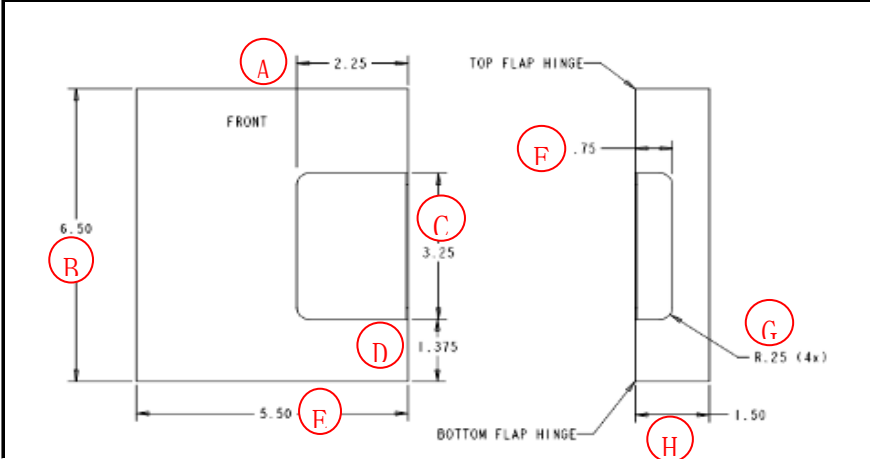 A
2.25
TOP FLAP HINGE
FRONT
F
.75
C
6.50
B
3.25
G
D
1.375
R.25 (4x)
5.50
E
1.50
BOTTOM FLAP HINGE
H